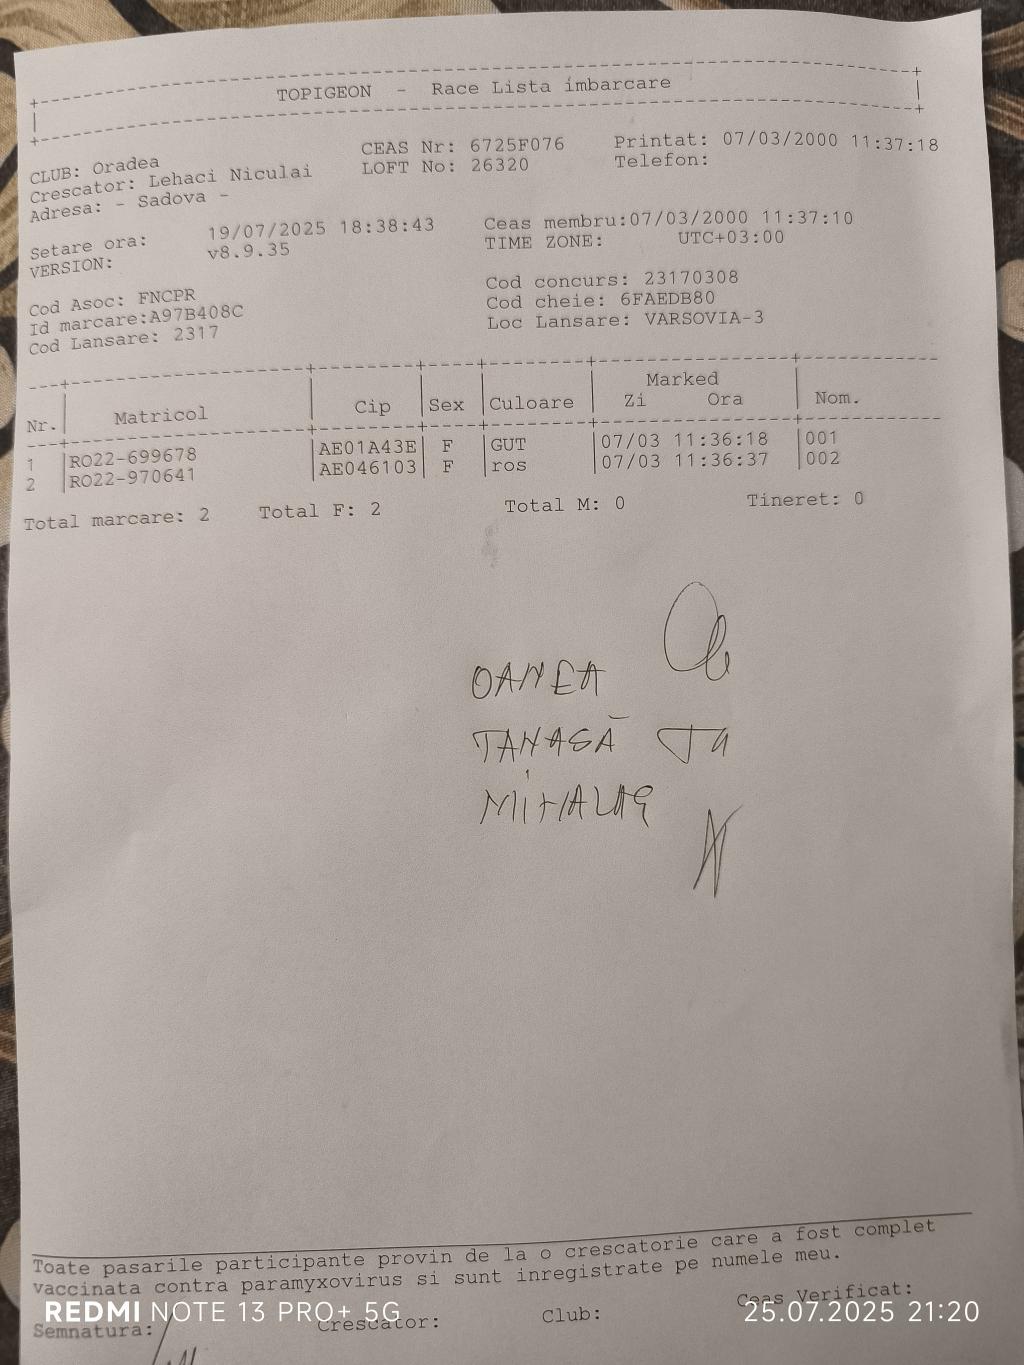 TOPIGEON - Race Lista imbarcare
CLUB: Oradea CEAS Nr: 6725F076 Printat: 07/03/2000 11:37:18
Crescator: Lehaci Niculai LOFT No: 26320 Telefon:
Adresa: - Sadova -
Setare ora: 19/07/2025 18:38:43 Ceas membru:07/03/2000 11:37:10
VERSION: v8.9.35 TIME ZONE: UTC+03:00
Cod Asoc: FNCPR Cod concurs: 23170308
Id marcare:A97B408C Cod cheie: 6FAEDB80
Cod Lansare: 2317 Loc Lansare: VARSOVIA-3
Marked
Nr. Matricol Cip Sex Culoare Zi Ora Nom.
1 RO22-699678 AE01A43E F GUT 07/03 11:36:18 001
2 RO22-970641 AE046103 F ros 07/03 11:36:37 002
Total marcare: 2 Total F: 2 Total M: 0 Tineret: 0
OANEA
TANASĂ
Toate pasarile participante provin de la o crescatorie care a fost complet
vaccinata contra paramyxovirus si sunt inregistrate pe numele meu.
Semnatura: Crescator: Club: Ceas Verificat:
REDMI NOTE 13 PRO+ 5G 25.07.2025 21:20